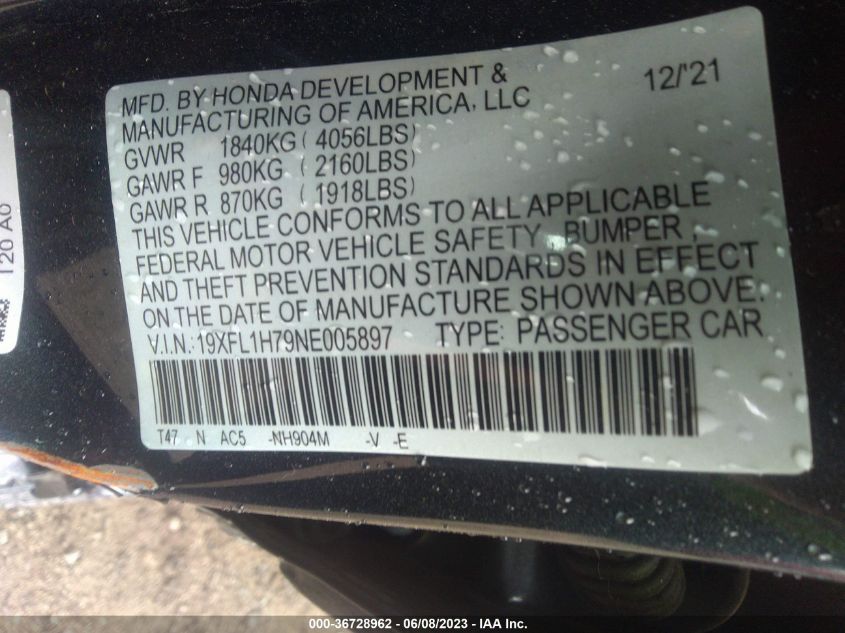 MFD. BY HONDA DEVELOPMENT & 12/'21
MANUFACTURING OF AMERICA, LLC
GVWR 1840KG ( 4056LBS)
GAWR F 980KG ( 2160LBS)
GAWR R 870KG ( 1918LBS)
THIS VEHICLE CONFORMS TO ALL APPLICABLE
FEDERAL MOTOR VEHICLE SAFETY , BUMPER ,
AND THEFT PREVENTION STANDARDS IN EFFECT
ON THE DATE OF MANUFACTURE SHOWN ABOVE.
V.I.N.: 19XFL1H79NE005897 TYPE: PASSENGER CAR
T47 N AC5 -NH904M -V -E
120 A0
000-36728962 - 06/08/2023 - IAA Inc.